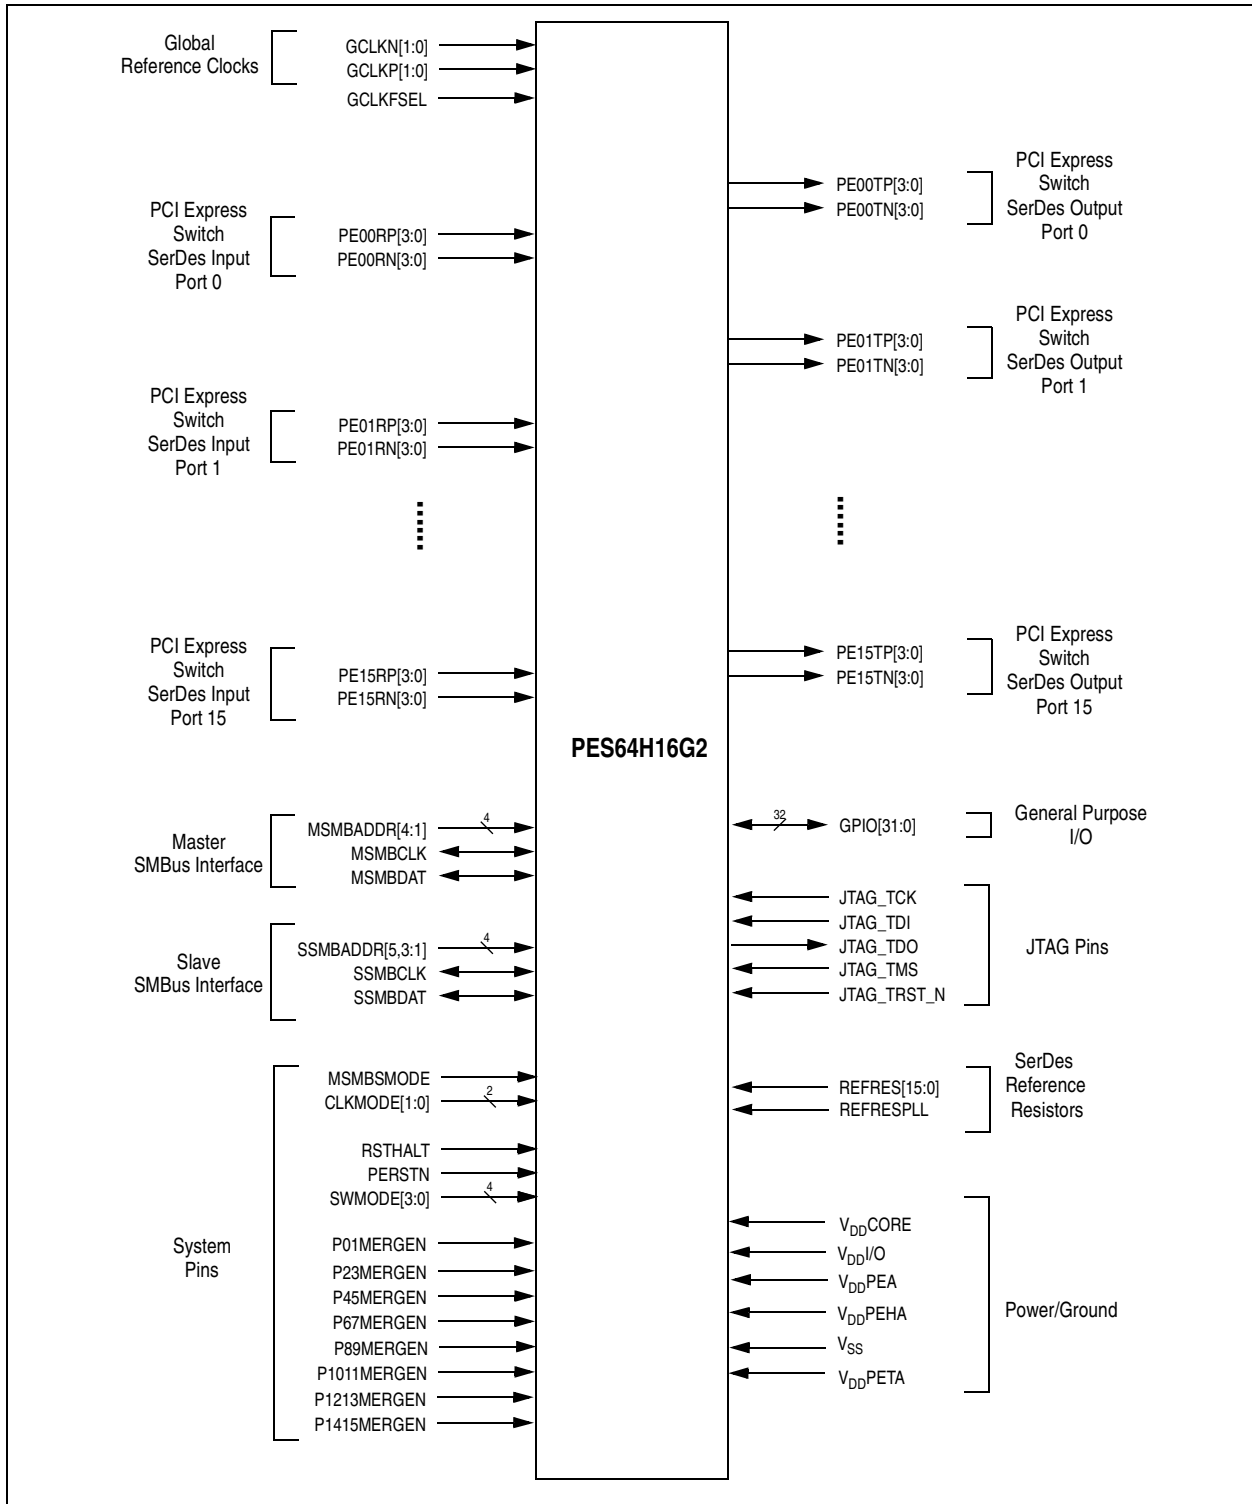 Global
Reference Clocks
GCLKN[1:0]
GCLKP[1:0]
GCLKFSEL
PCI Express
Switch
SerDes Input
Port 0
PE00RP[3:0]
PE00RN[3:0]
PCI Express
Switch
SerDes Input
Port 1
PE01RP[3:0]
PE01RN[3:0]
PCI Express
Switch
SerDes Input
Port 15
PE15RP[3:0]
PE15RN[3:0]
Master
SMBus Interface
MSMBADDR[4:1]
4
MSMBCLK
MSMBDAT
Slave
SMBus Interface
SSMBADDR[5,3:1]
4
SSMBCLK
SSMBDAT
System
Pins
MSMBSMODE
CLKMODE[1:0]
2
RSTHALT
PERSTN
SWMODE[3:0]
4
P01MERGEN
P23MERGEN
P45MERGEN
P67MERGEN
P89MERGEN
P1011MERGEN
P1213MERGEN
P1415MERGEN
PES64H16G2
PE00TP[3:0]
PE00TN[3:0]
PCI Express
Switch
SerDes Output
Port 0
PE01TP[3:0]
PE01TN[3:0]
PCI Express
Switch
SerDes Output
Port 1
PE15TP[3:0]
PE15TN[3:0]
PCI Express
Switch
SerDes Output
Port 15
32
GPIO[31:0]
General Purpose
I/O
JTAG_TCK
JTAG_TDI
JTAG_TDO
JTAG_TMS
JTAG_TRST_N
JTAG Pins
REFRES[15:0]
REFRESPLL
SerDes
Reference
Resistors
VDDCORE
VDDI/O
VDDPEA
VDDPEHA
VSS
VDDPETA
Power/Ground